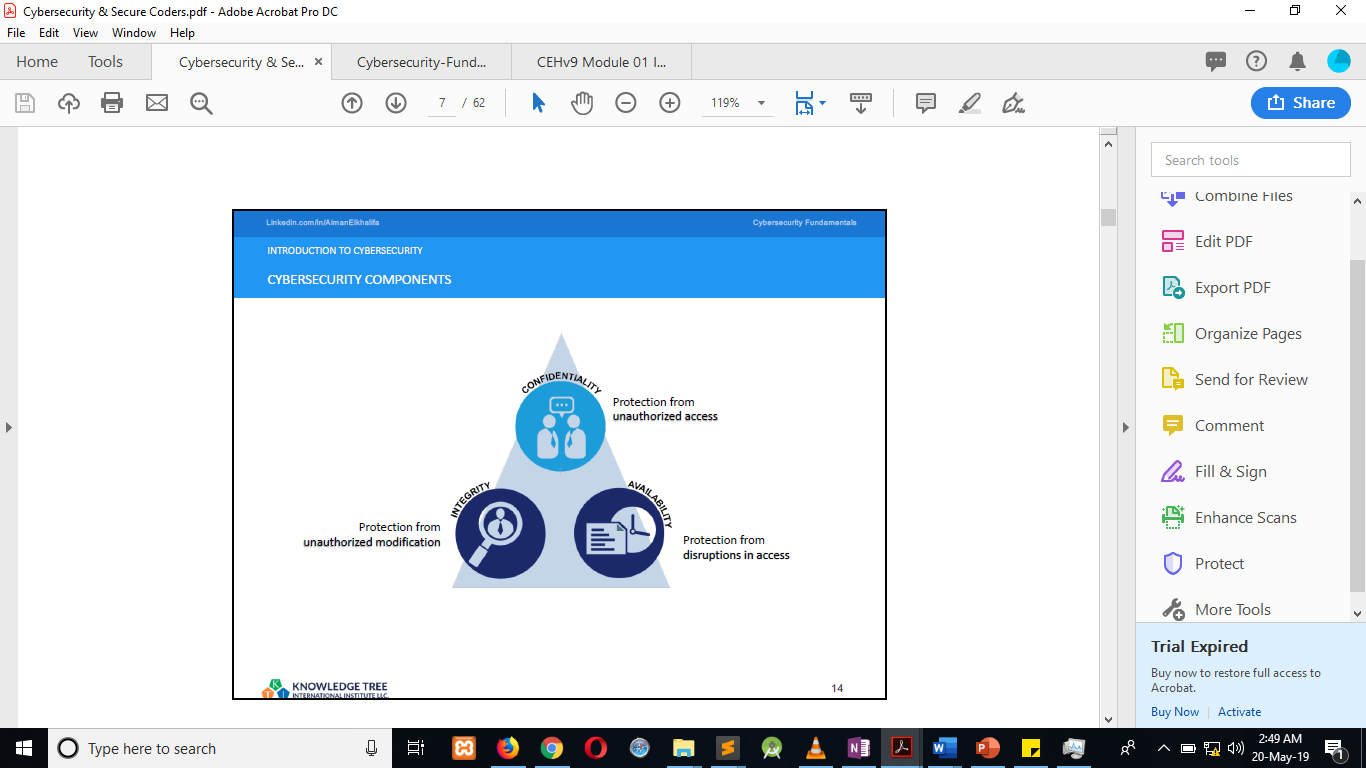 Cybersecurity & Secure Coders.pdf - Adobe Acrobat Pro DC
File Edit View Window Help
Home Tools Cybersecurity & Se... × Cybersecurity-Fund... CEHv9 Module 01 I...
7 / 62 119% Share
Search tools
Combine Files
Edit PDF
Export PDF
Organize Pages
Send for Review
Comment
Fill & Sign
Enhance Scans
Protect
More Tools
Trial Expired
Buy now to restore full access to
Acrobat.
Buy Now | Activate
Linkedin.com/in/AimanElkhalifa Cybersecurity Fundamentals
INTRODUCTION TO CYBERSECURITY
CYBERSECURITY COMPONENTS
CONFIDENTIALITY
Protection from
unauthorized access
INTEGRITY
Protection from
unauthorized modification
AVAILABILITY
Protection from
disruptions in access
KNOWLEDGE TREE
INTERNATIONAL INSTITUTE LLC.
14
Type here to search
2:49 AM
20-May-19
1